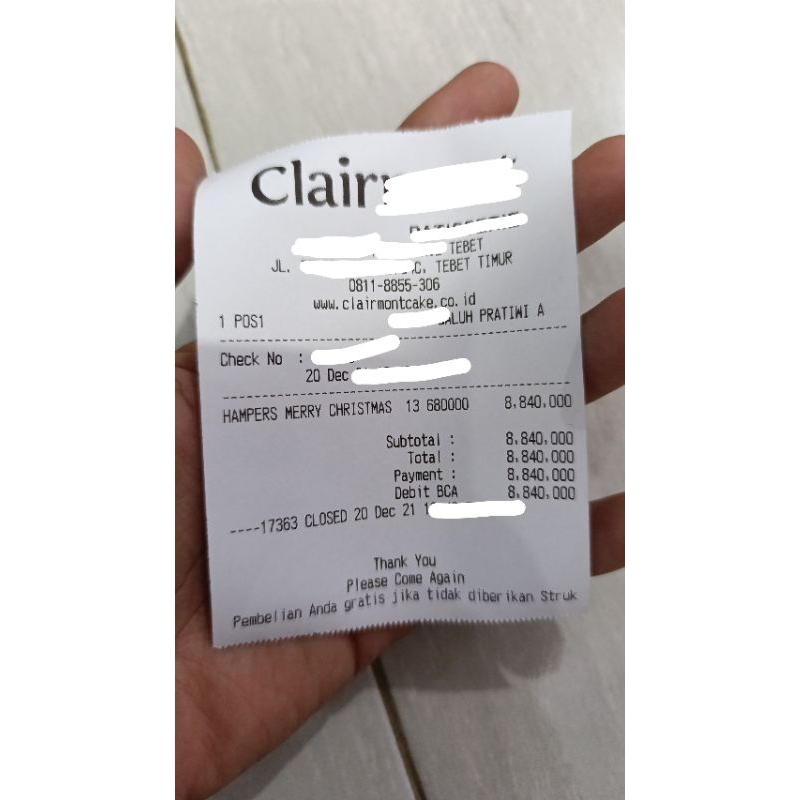 Clair
TEBET
JL. TEBET TIMUR
0811-8855-306
www.clairmontcake.co.id
1 POS1 ALUH PRATIWI A
Check No :
20 Dec
HAMPERS MERRY CHRISTMAS 13 680000 8,840,000
Subtotal : 8,840,000
Total : 8,840,000
Payment : 8,840,000
Debit BCA 8,840,000
----17363 CLOSED 20 Dec 21
Thank You
Please Come Again
Pembelian Anda gratis jika tidak diberikan Struk